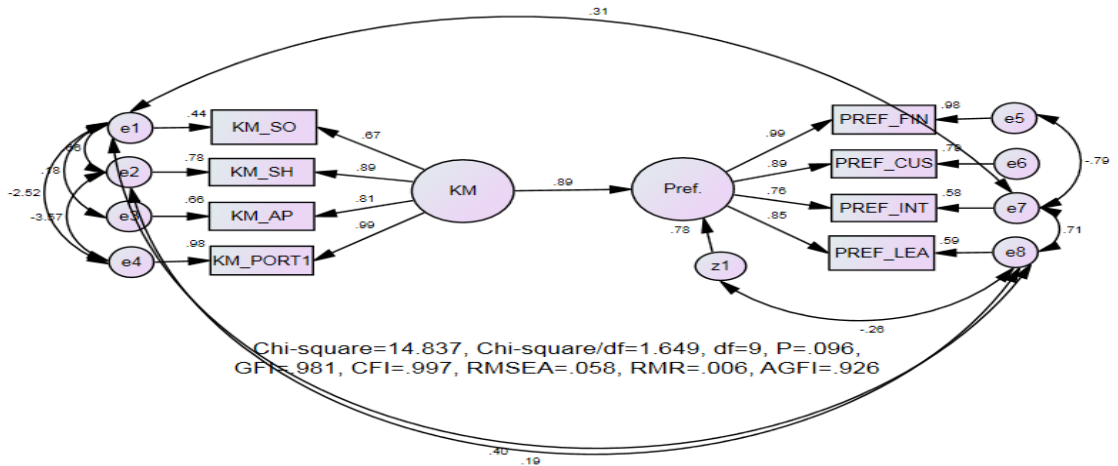 .31
.44
e1
KM_SO
.67
.98
PREF_FIN
e5
.99
.78
e2
KM_SH
.89
.89
PREF_CUS
e6
-.79
.18
-2.52
KM
.89
Pref.
.66
e3
KM_AP
.81
.76
PREF_INT
.58
e7
-3.57
.99
.85
.71
.98
e4
KM_PORT1
.78
PREF_LEA
.59
e8
z1
-.26
Chi-square=14.837, Chi-square/df=1.649, df=9, P=.096,
GFI=.981, CFI=.997, RMSEA=.058, RMR=.006, AGFI=.926
.40
.19